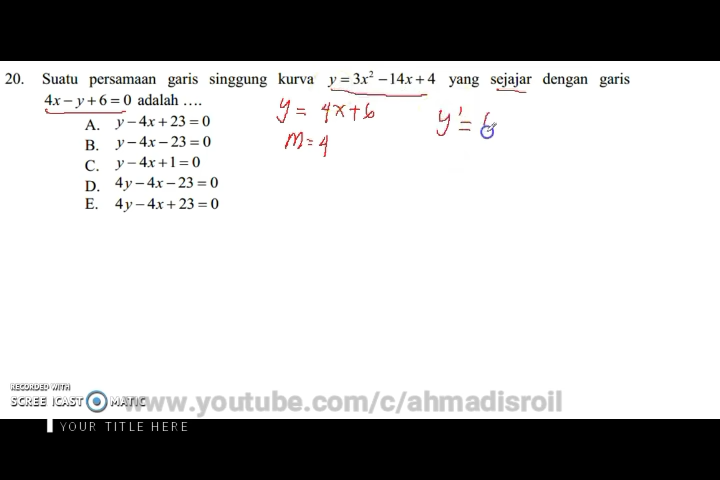 20. Suatu persamaan garis singgung kurva y = 3x² − 14x + 4 yang sejajar dengan garis
4x − y + 6 = 0 adalah ….
y = 4x + 6
m = 4
y' = 6
A. y − 4x + 23 = 0
B. y − 4x − 23 = 0
C. y − 4x + 1 = 0
D. 4y − 4x − 23 = 0
E. 4y − 4x + 23 = 0
RECORDED WITH
SCREENCAST MATIC
www.youtube.com/c/ahmadisroil
YOUR TITLE HERE